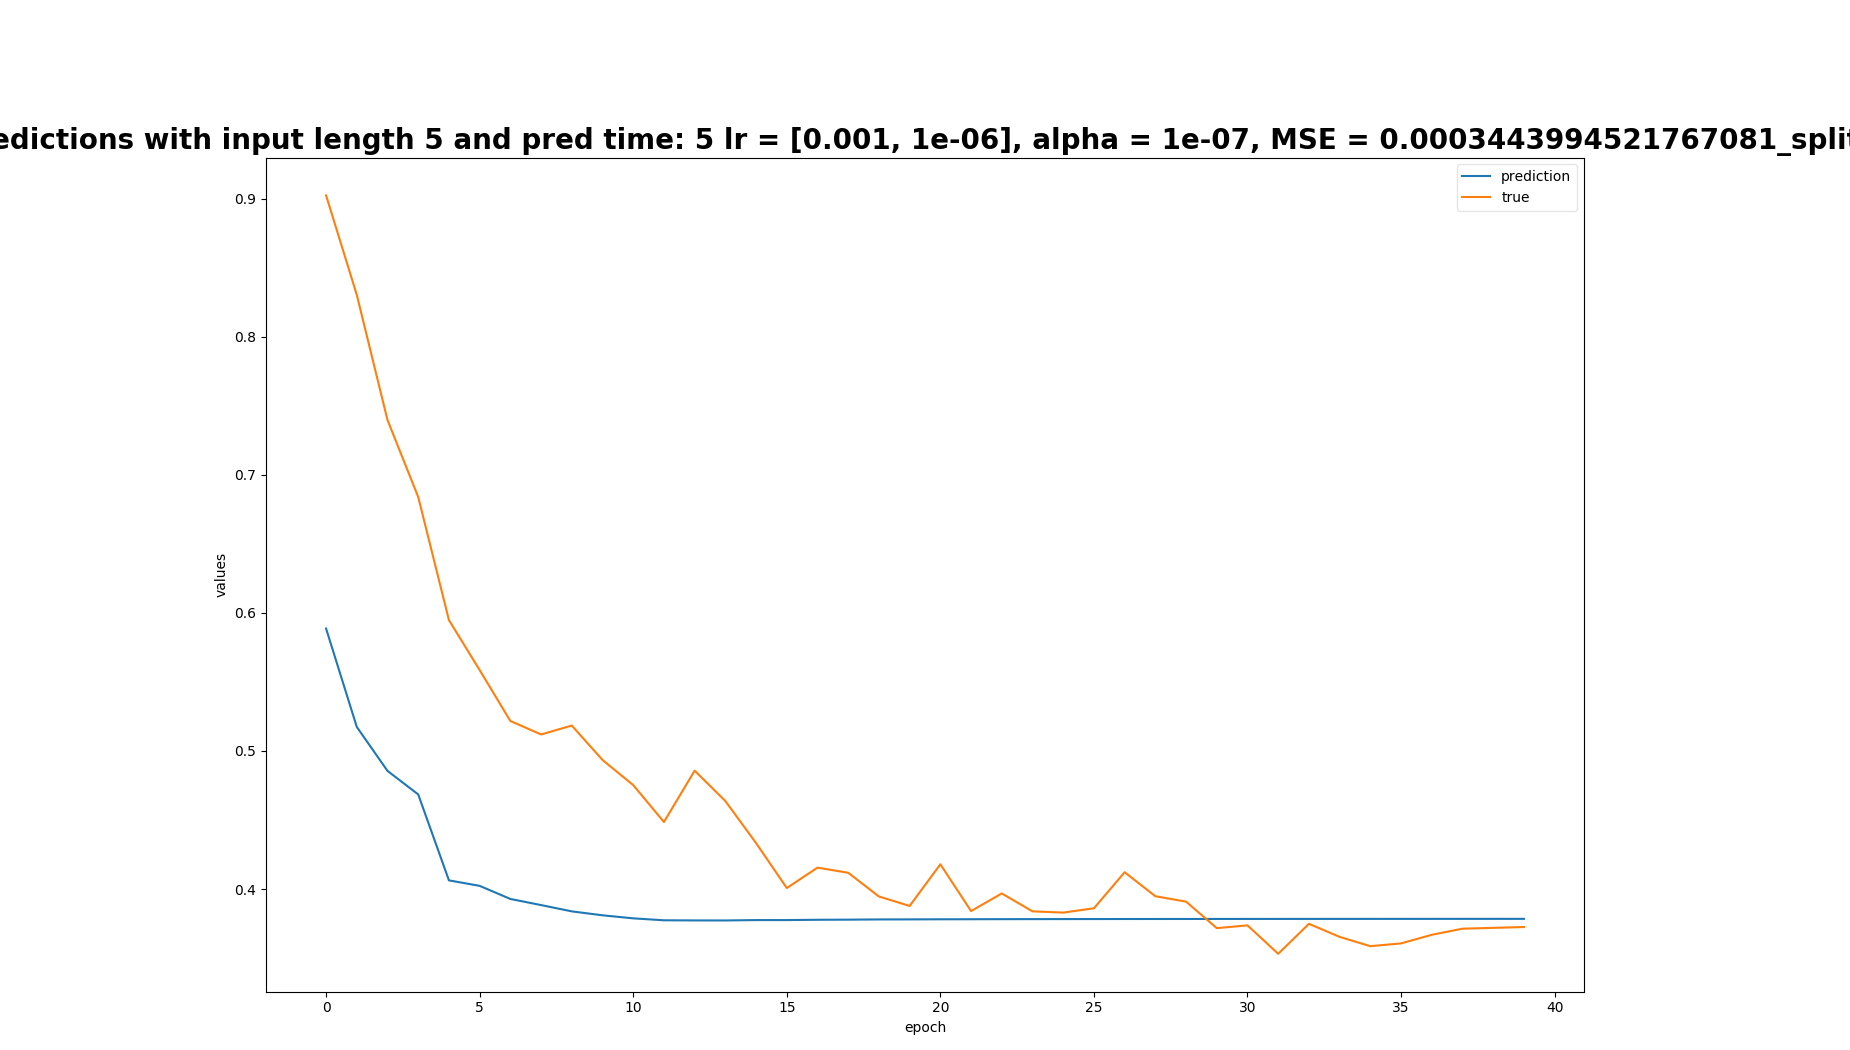 edictions with input length 5 and pred time: 5 lr = [0.001, 1e-06], alpha = 1e-07, MSE = 0.0003443994521767081_split
prediction
true
0.9
0.8
0.7
0.6
0.5
0.4
values
0 5 10 15 20 25 30 35 40
epoch